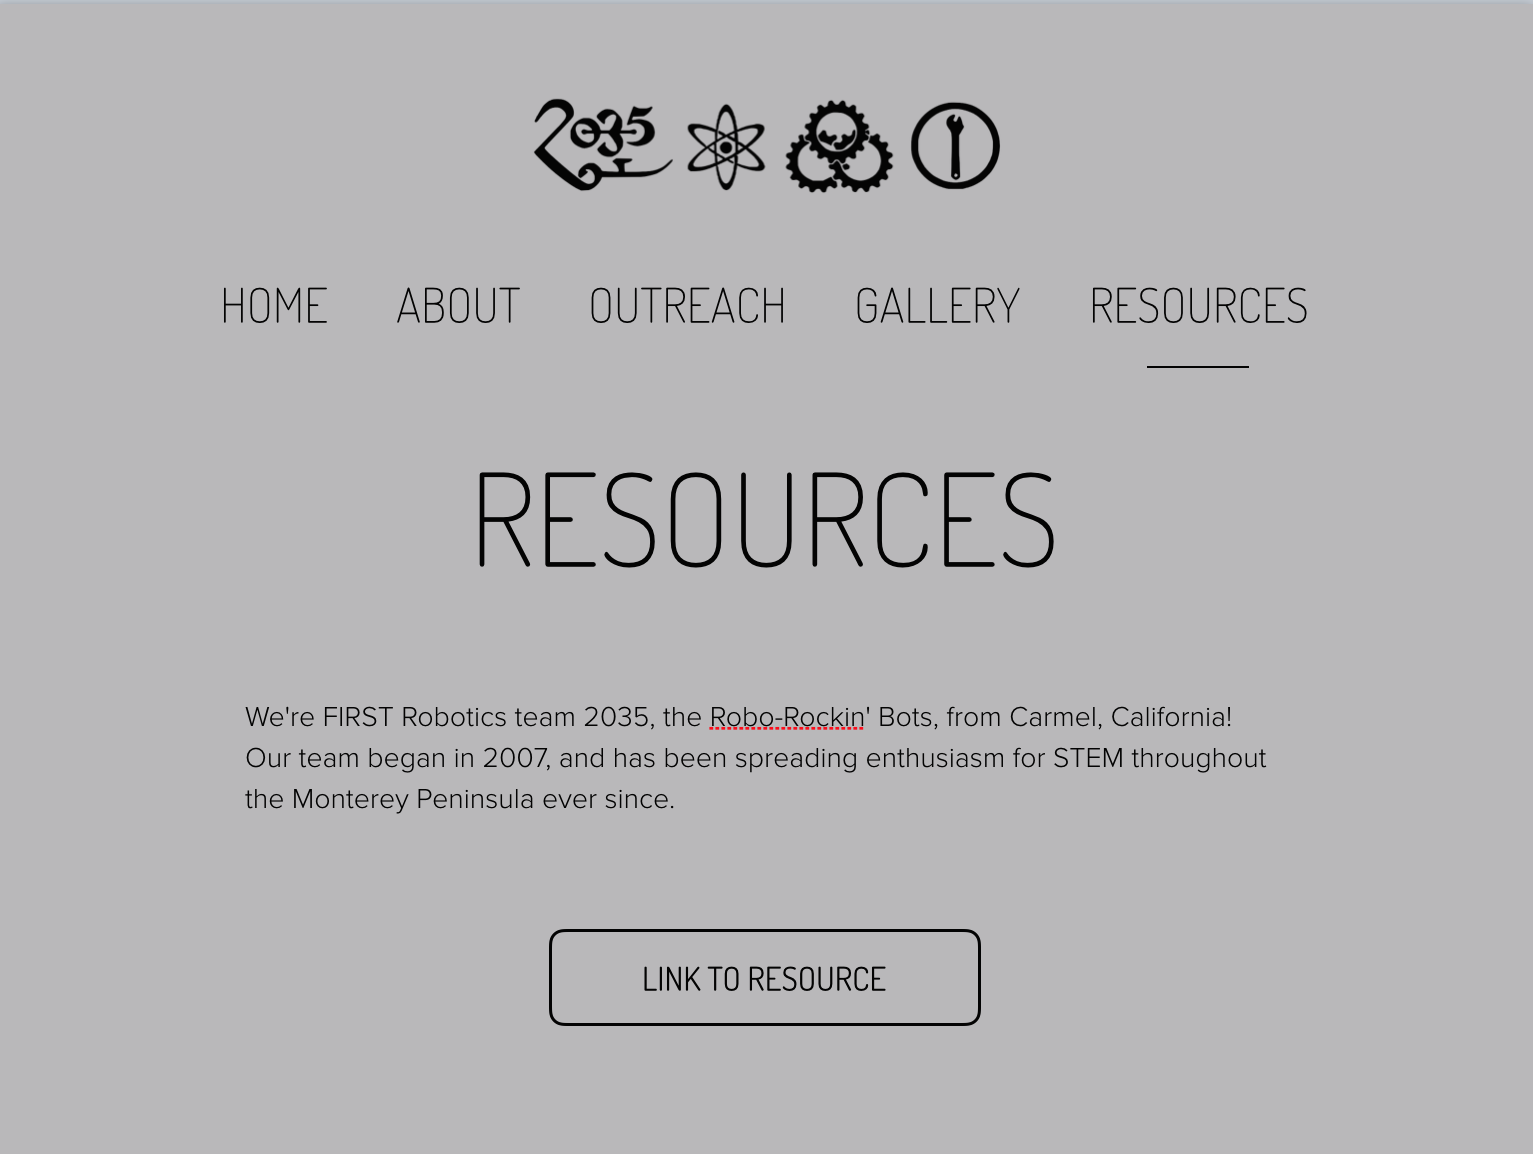 2035
HOME ABOUT OUTREACH GALLERY RESOURCES
RESOURCES
We're FIRST Robotics team 2035, the Robo-Rockin' Bots, from Carmel, California!
Our team began in 2007, and has been spreading enthusiasm for STEM throughout
the Monterey Peninsula ever since.
LINK TO RESOURCE